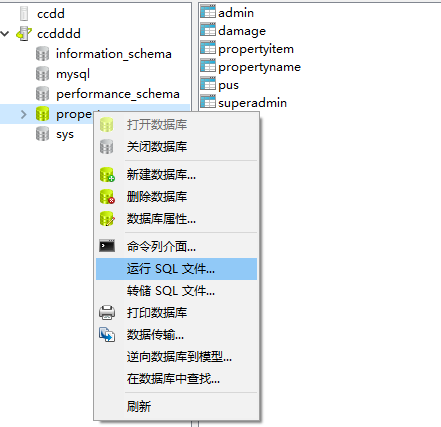 ccdd
ccdddd
information_schema
mysql
performance_schema
proper
sys
admin
damage
propertyitem
propertyname
pus
superadmin
打开数据库
关闭数据库
新建数据库...
删除数据库
数据库属性...
命令列介面...
运行 SQL 文件...
转储 SQL 文件...
打印数据库
数据传输...
逆向数据库到模型...
在数据库中查找...
刷新